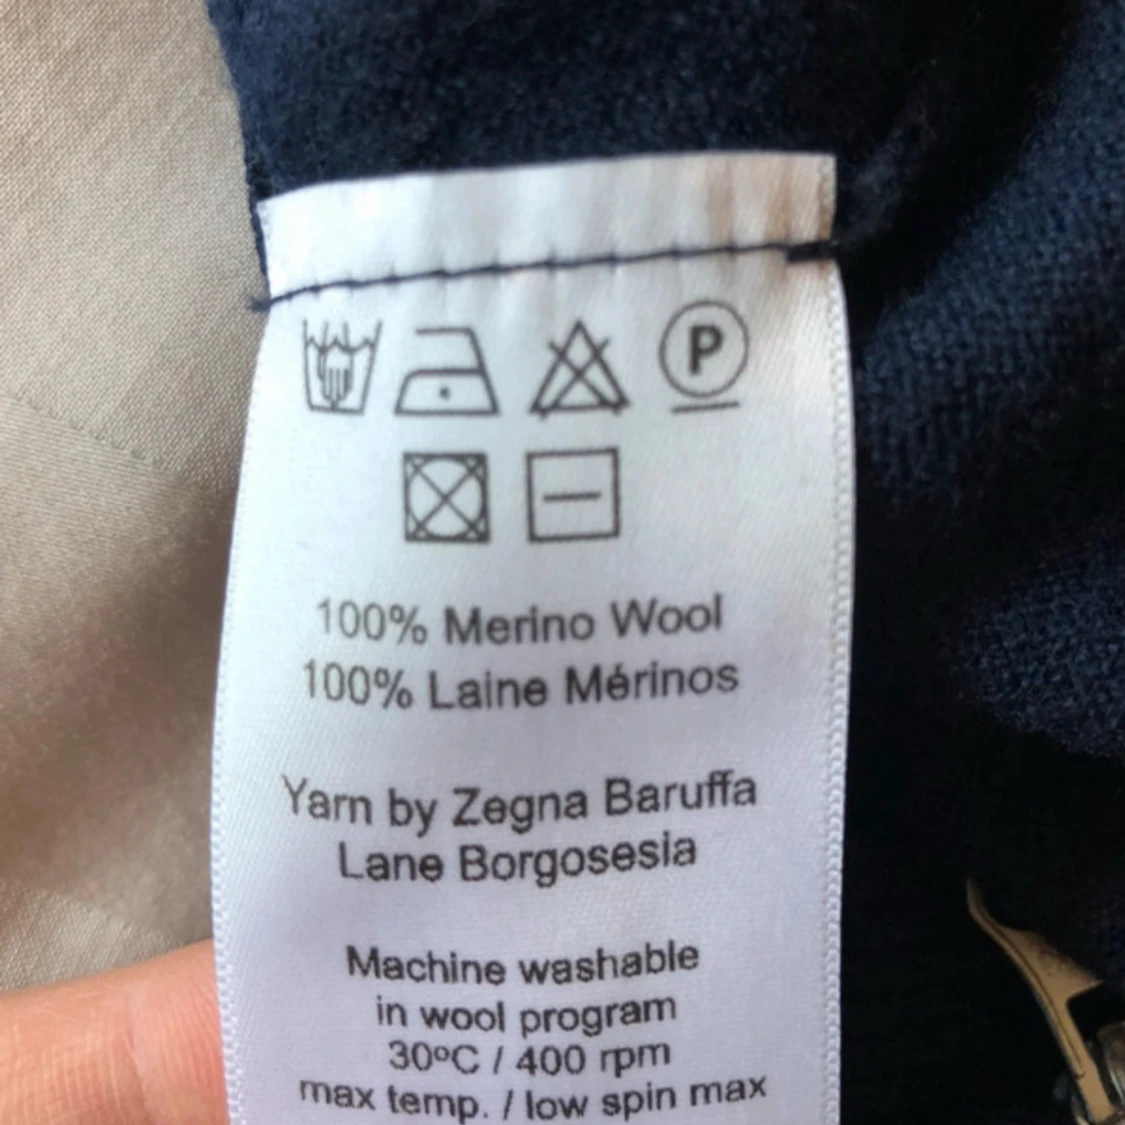 P
100% Merino Wool
100% Laine Mérinos
Yarn by Zegna Baruffa
Lane Borgosesia
Machine washable
in wool program
30ºC / 400 rpm
max temp. / low spin max